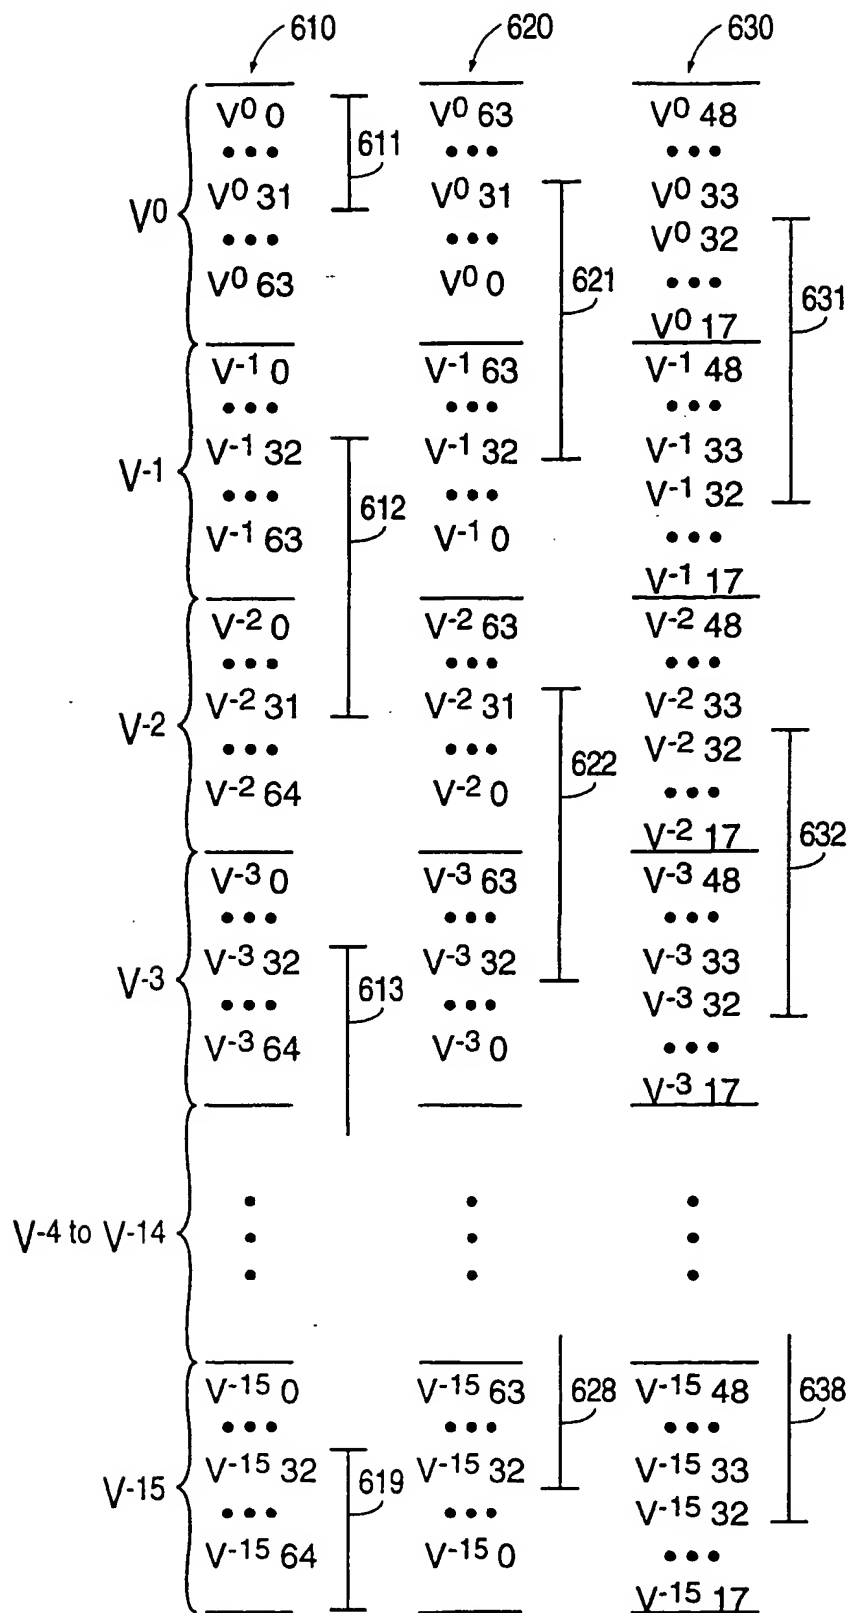 610 620 630
V0 0 V0 63 V0 48
••• ••• •••
611
V0 31 V0 31 V0 33
V0
••• ••• V0 32
V0 63 V0 0 •••
621 631
V0 17
V-1 0 V-1 63 V-1 48
••• ••• •••
V-1 32 V-1 32 V-1 33
V-1
••• ••• V-1 32
612
V-1 63 V-1 0 •••
V-1 17
V-2 0 V-2 63 V-2 48
••• ••• •••
V-2 31 V-2 31 V-2 33
V-2
••• ••• V-2 32
622
V-2 64 V-2 0 •••
V-2 17 632
V-3 0 V-3 63 V-3 48
••• ••• •••
V-3 32 V-3 32 V-3 33
V-3
613
••• ••• V-3 32
V-3 64 V-3 0 •••
V-3 17
V-4 to V-14
V-15 0 V-15 63 628 V-15 48 638
••• ••• •••
V-15 32 V-15 32 V-15 33
V-15 619
••• ••• V-15 32
V-15 64 V-15 0 •••
V-15 17